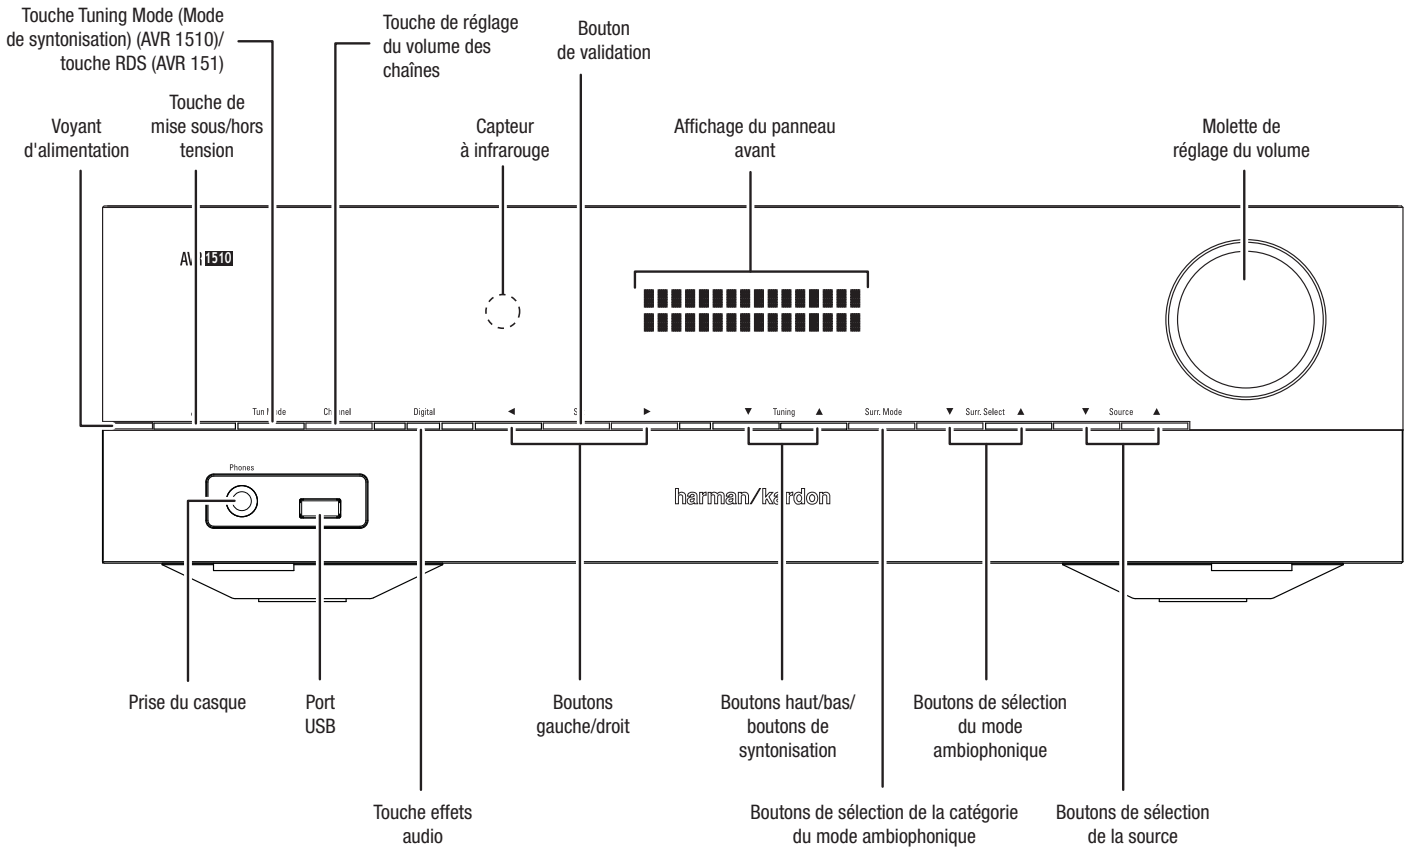 Touche Tuning Mode (Mode
de syntonisation) (AVR 1510)/
touche RDS (AVR 151)
Touche de réglage
du volume des
chaînes
Bouton
de validation
Voyant
d'alimentation
Touche de
mise sous/hors
tension
Capteur
à infrarouge
Affichage du panneau
avant
Molette de
réglage du volume
1510
Digital
Tuning
Surr. Mode
Surr. Select
Source
Phones
harman/kardon
Prise du casque
Port
USB
Boutons
gauche/droit
Boutons haut/bas/
boutons de
syntonisation
Boutons de sélection
du mode
ambiophonique
Touche effets
audio
Boutons de sélection de la catégorie
du mode ambiophonique
Boutons de sélection
de la source